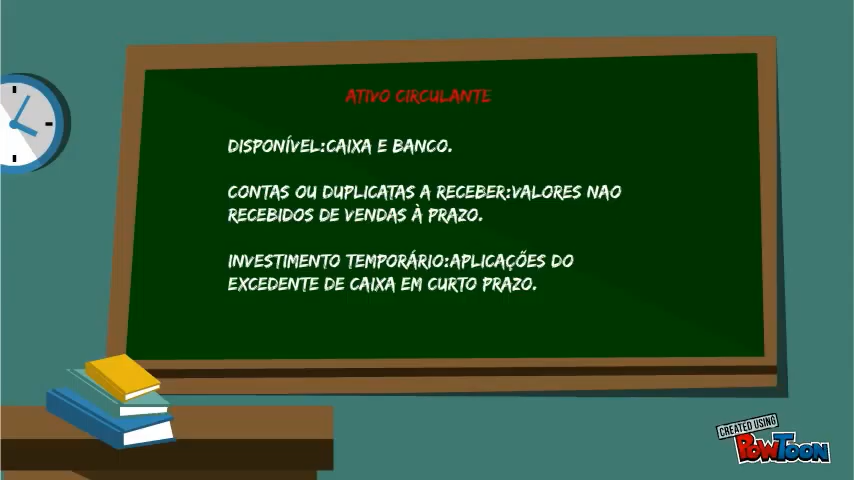 ATIVO CIRCULANTE
DISPONÍVEL:CAIXA E BANCO.
CONTAS OU DUPLICATAS A RECEBER:VALORES NAO
RECEBIDOS DE VENDAS À PRAZO.
INVESTIMENTO TEMPORÁRIO:APLICAÇÕES DO
EXCEDENTE DE CAIXA EM CURTO PRAZO.
CREATED USING
POWTOON